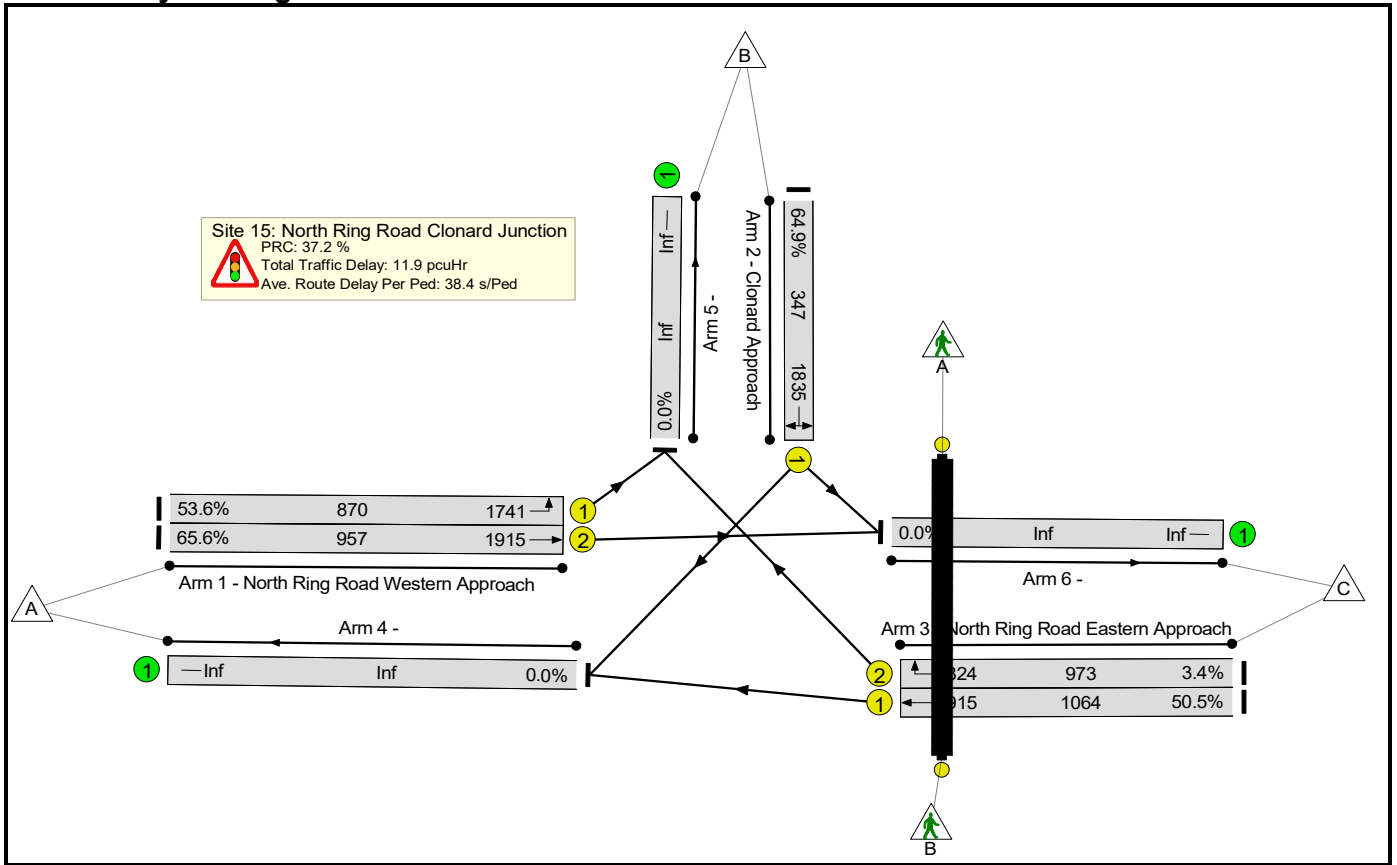 B
Site 15: North Ring Road Clonard Junction
PRC: 37.2 %
Total Traffic Delay: 11.9 pcuHr
Ave. Route Delay Per Ped: 38.4 s/Ped
1
Inf
Inf
0.0%
Arm 5 -
Arm 2 - Clonard Approach
64.9%
347
1835
1
A
53.6% 870 1741 1
65.6% 957 1915 2
Arm 1 - North Ring Road Western Approach
A
0.0% Inf Inf 1
Arm 6 -
C
Arm 4 -
1 Inf Inf 0.0%
Arm 3 North Ring Road Eastern Approach
2 824 973 3.4%
1 915 1064 50.5%
B